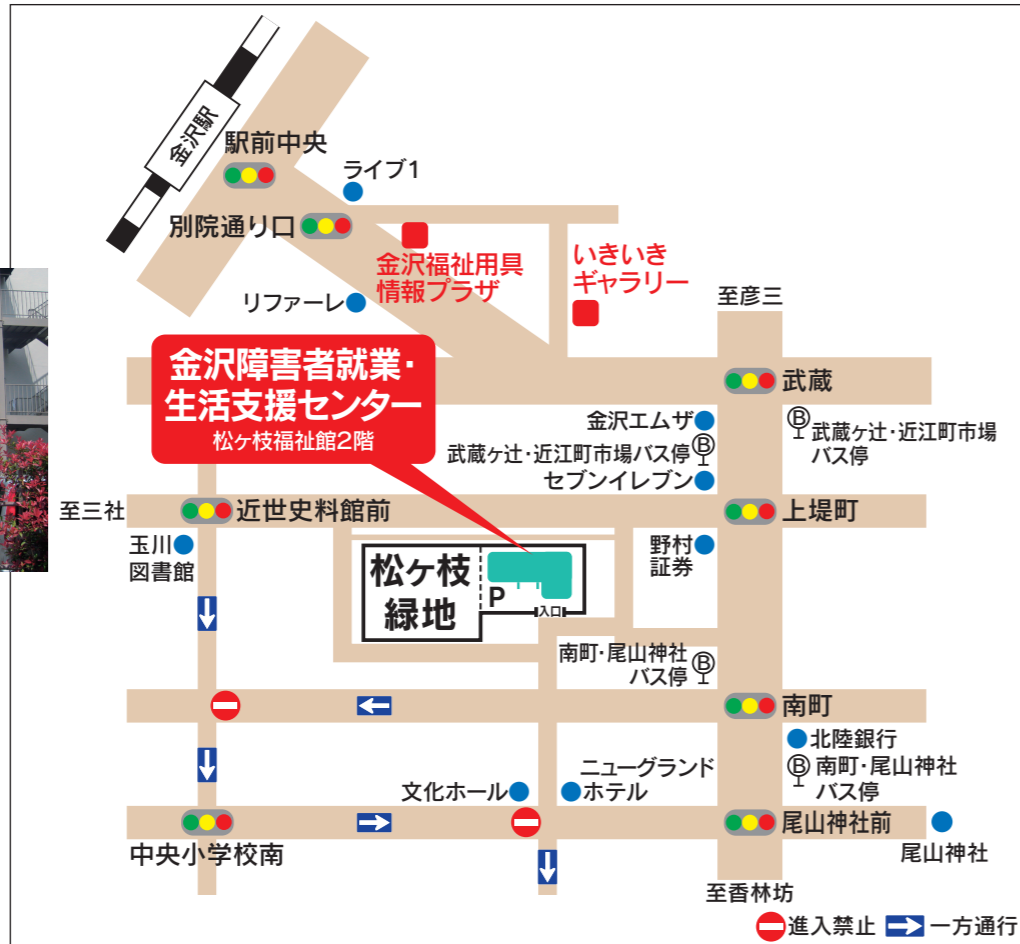 金沢駅
駅前中央
ライブ1
別院通り口
金沢福祉用具
情報プラザ
いきいき
ギャラリー
リファーレ
至彦三
金沢障害者就業・
生活支援センター
松ヶ枝福祉館2階
武蔵
金沢エムザ
武蔵ヶ辻・近江町市場バス停
B
セブンイレブン
B
武蔵ヶ辻・近江町市場
バス停
至三社
近世史料館前
上堤町
玉川
図書館
松ヶ枝
緑地
P
入口
野村
証券
南町・尾山神社
バス停
B
南町
北陸銀行
B
南町・尾山神社
バス停
文化ホール
ニューグランド
ホテル
中央小学校南
尾山神社前
尾山神社
至香林坊
進入禁止
一方通行